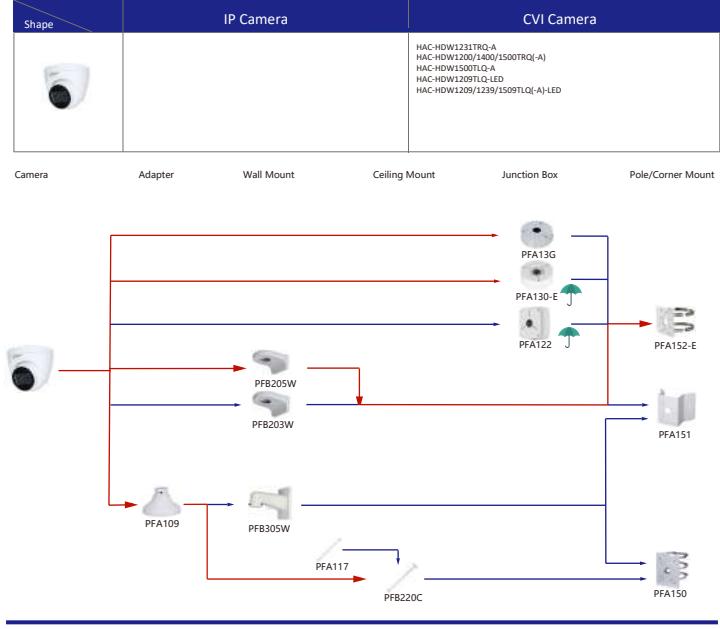 Shape
IP Camera
CVI Camera
HAC-HDW1231TRQ-A
HAC-HDW1200/1400/1500TRQ(-A)
HAC-HDW1500TLQ-A
HAC-HDW1209TLQ-LED
HAC-HDW1209/1239/1509TLQ(-A)-LED
Camera
Adapter
Wall Mount
Ceiling Mount
Junction Box
Pole/Corner Mount
PFA13G
PFA130-E
PFA122
PFA152-E
PFB205W
PFB203W
PFA151
PFA109
PFB305W
PFA117
PFB220C
PFA150